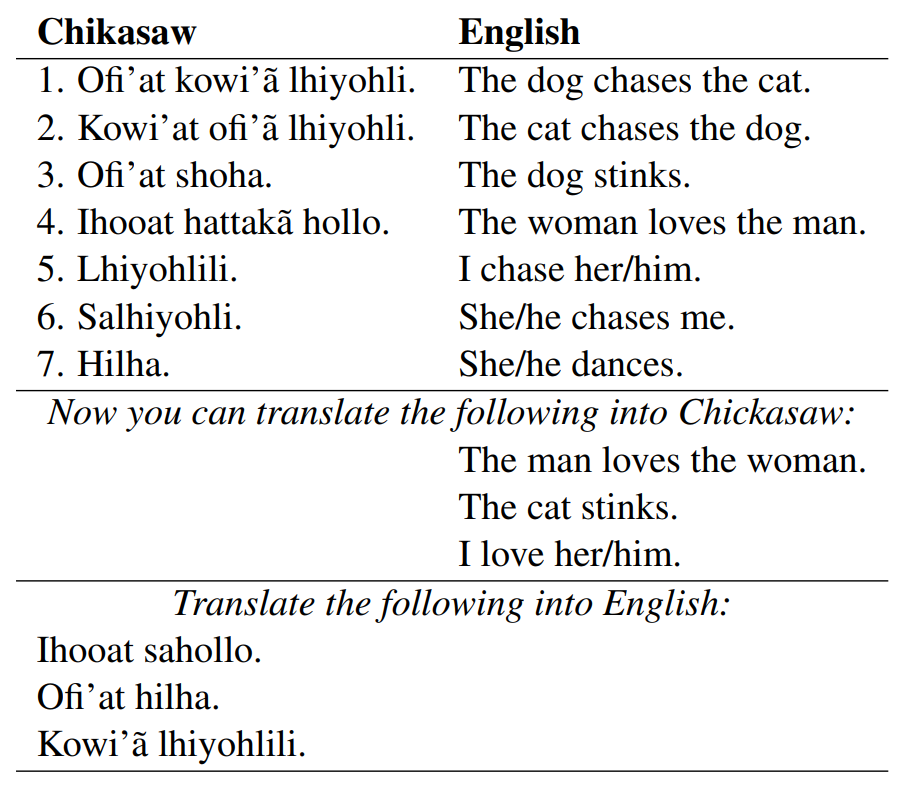 Chikasaw English
1. Ofi’at kowi’ã lhiyohli. The dog chases the cat.
2. Kowi’at ofi’ã lhiyohli. The cat chases the dog.
3. Ofi’at shoha. The dog stinks.
4. Ihooat hattakã hollo. The woman loves the man.
5. Lhiyohlili. I chase her/him.
6. Salhiyohli. She/he chases me.
7. Hilha. She/he dances.
Now you can translate the following into Chickasaw:
The man loves the woman.
The cat stinks.
I love her/him.
Translate the following into English:
Ihooat sahollo.
Ofi’at hilha.
Kowi’ã lhiyohlili.